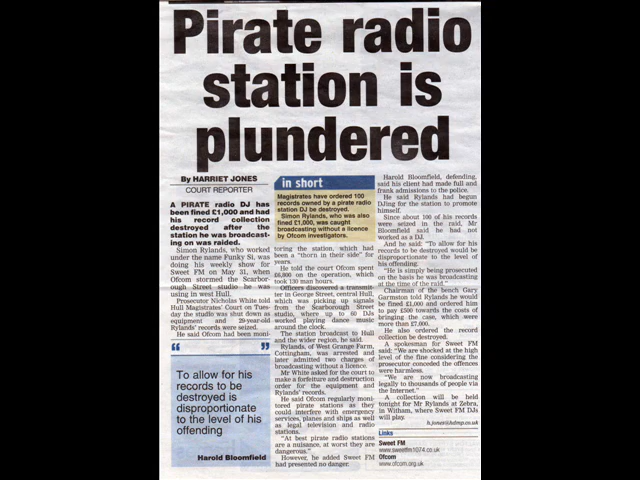 Pirate radio
station is
plundered
By HARRIET JONES
COURT REPORTER
A PIRATE radio DJ has
been fined £1,000 and had
his record collection
destroyed after the
station he was broadcast-
ing on was raided.
Simon Rylands, who worked
under the name Funky Si, was
doing his weekly show for
Sweet FM on May 31, when
Ofcom stormed the Scarbor-
ough Street studio he was
using in west Hull.
Prosecutor Nicholas White told
Hull Magistrates' Court on Tues-
day the studio was shut down as
equipment and 29-year-old
Rylands' records were seized.
He said Ofcom had been moni-
“ ”
To allow for his
records to be
destroyed is
disproportionate
to the level of his
offending
Harold Bloomfield
in short
Magistrates have ordered 100
records owned by a pirate radio
station DJ be destroyed.
Simon Rylands, who was also
fined £1,000, was caught
broadcasting without a licence
by Ofcom investigators.
toring the station, which had
been a "thorn in their side" for
years.
He told the court Ofcom spent
£6,800 on the operation, which
took 130 man hours.
Officers discovered a transmit-
ter in George Street, central Hull,
which was picking up signals
from the Scarborough Street
studio, where up to 60 DJs
worked playing dance music
around the clock.
The station broadcast to Hull
and the wider region, he said.
Rylands, of West Grange Farm,
Cottingham, was arrested and
later admitted two charges of
broadcasting without a licence.
Mr White asked for the court to
make a forfeiture and destruction
order for the equipment and
Rylands' records.
He said Ofcom regularly moni-
tored pirate stations as they
could interfere with emergency
services, planes and ships as well
as legal television and radio
stations.
"At best pirate radio stations
are a nuisance, at worst they are
dangerous."
However, he added Sweet FM
had presented no danger.
Harold Bloomfield, defending,
said his client had made full and
frank admissions to the police.
He said Rylands had begun
DJing for the station to promote
himself.
Since about 100 of his records
were seized in the raid, Mr
Bloomfield said he had not
worked as a DJ.
And he said: "To allow for his
records to be destroyed would be
disproportionate to the level of
his offending.
"He is simply being prosecuted
on the basis he was broadcasting
at the time of the raid."
Chairman of the bench Gary
Garmston told Rylands he would
be fined £1,000 and ordered him
to pay £300 towards the costs of
bringing the case, which were
more than £7,000.
He also ordered the record
collection be destroyed.
A spokesman for Sweet FM
said: "We are shocked at the high
level of the fine considering the
prosecutor conceded the offences
were harmless.
"We are now broadcasting
legally to thousands of people via
the Internet."
A collection will be held
tonight for Mr Rylands at Zebra,
in Witham, where Sweet FM DJs
will play.
h.jones@hdmp.co.uk
Links
Sweet FM
www.sweetfm1074.co.uk
Ofcom
www.ofcom.org.uk